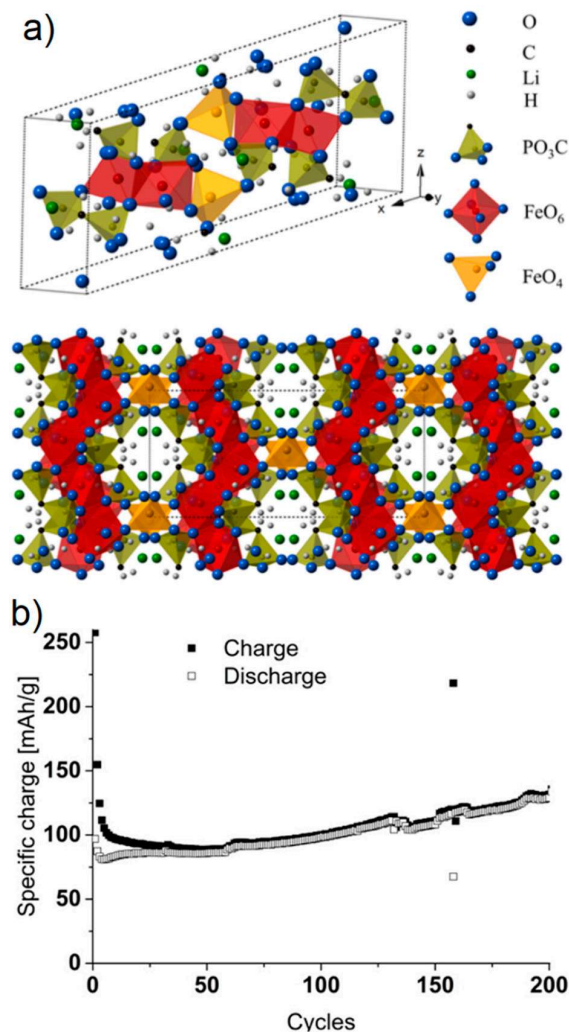 a)
O
C
Li
H
PO₃C
FeO₆
FeO₄
z
y
x
b)
250
200
150
100
50
0
Specific charge [mAh/g]
Charge
Discharge
0 50 100 150 200
Cycles